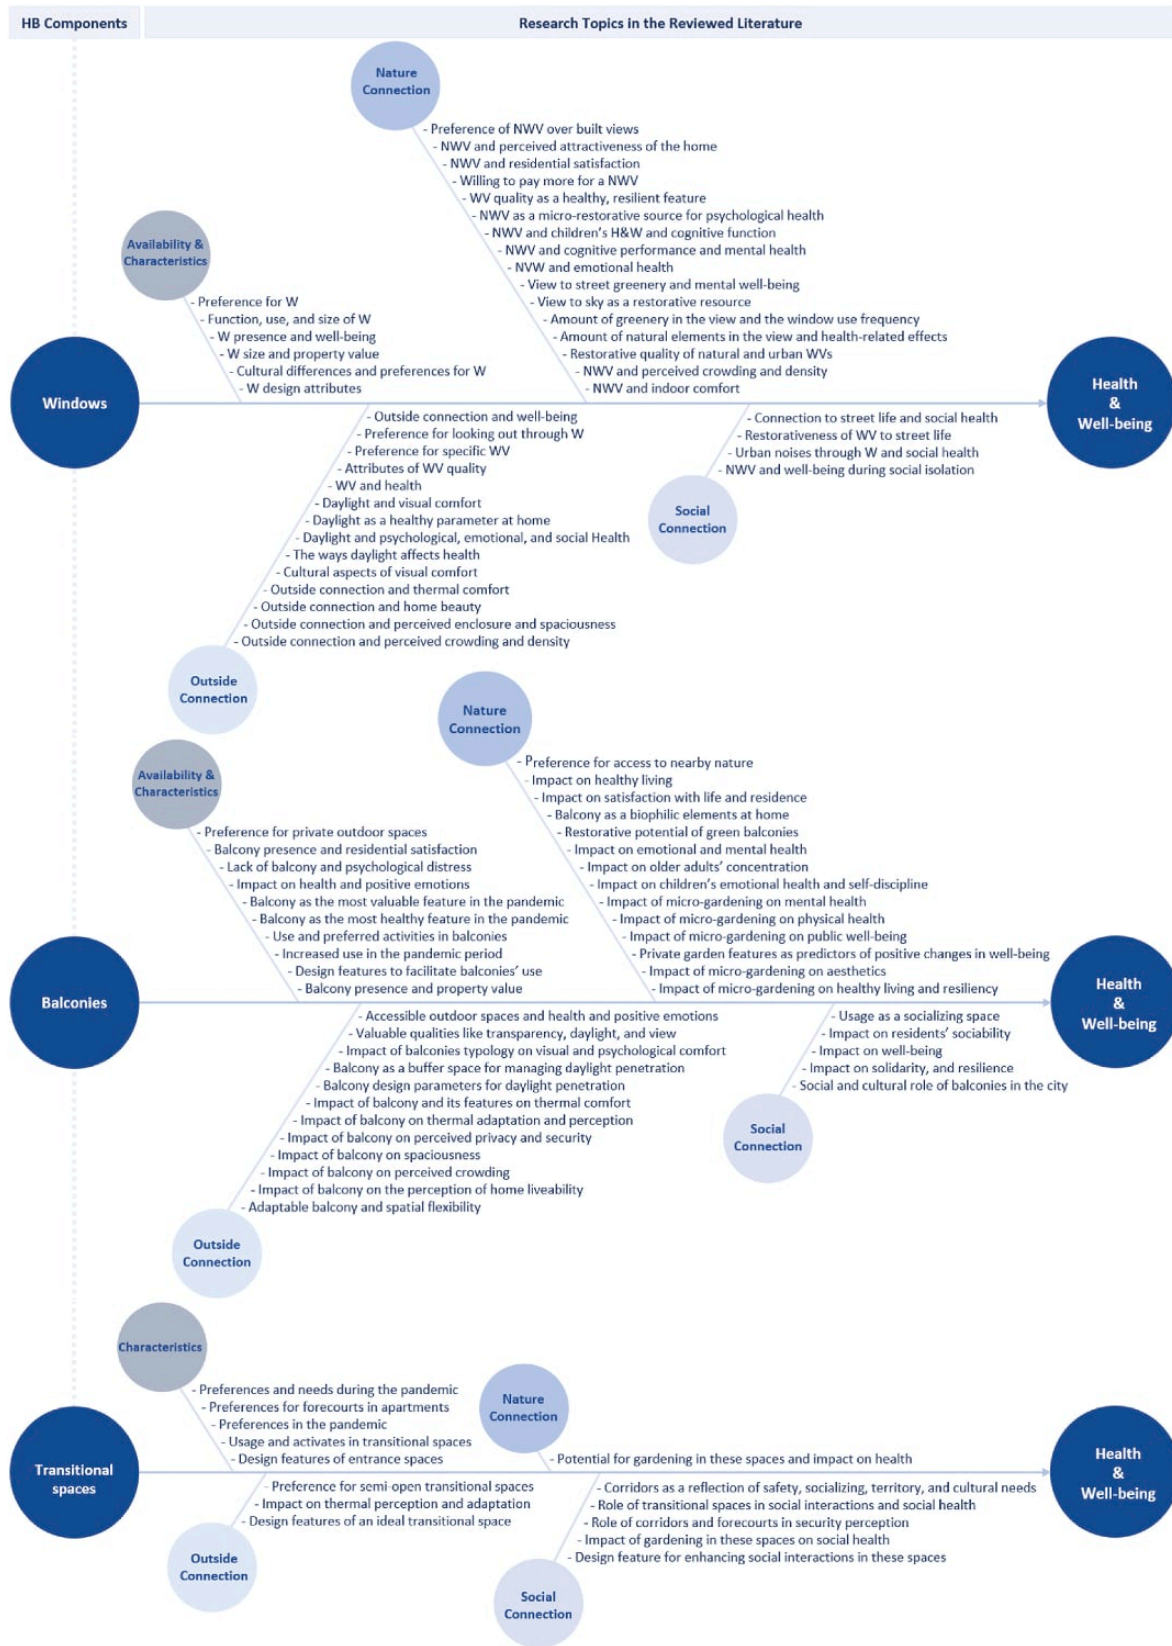 HB Components
Research Topics in the Reviewed Literature
Nature
Connection
- Preference of NWV over built views
- NWV and perceived attractiveness of the home
- NWV and residential satisfaction
- Willing to pay more for a NWV
- WV quality as a healthy, resilient feature
- NWV as a micro-restorative source for psychological health
- NWV and children's H&W and cognitive function
- NWV and cognitive performance and mental health
- NVW and emotional health
- View to street greenery and mental well-being
- View to sky as a restorative resource
- Amount of greenery in the view and the window use frequency
- Amount of natural elements in the view and health-related effects
- Restorative quality of natural and urban WVs
- NWV and perceived crowding and density
- NWV and indoor comfort
Availability &
Characteristics
- Preference for W
- Function, use, and size of W
- W presence and well-being
- W size and property value
- Cultural differences and preferences for W
- W design attributes
Windows
Health
&
Well-being
- Outside connection and well-being
- Preference for looking out through W
- Preference for specific WV
- Attributes of WV quality
- WV and health
- Daylight and visual comfort
- Daylight as a healthy parameter at home
- Daylight and psychological, emotional, and social Health
- The ways daylight affects health
- Cultural aspects of visual comfort
- Outside connection and thermal comfort
- Outside connection and home beauty
- Outside connection and perceived enclosure and spaciousness
- Outside connection and perceived crowding and density
Outside
Connection
- Connection to street life and social health
- Restorativeness of WV to street life
- Urban noises through W and social health
- NWV and well-being during social isolation
Social
Connection
Nature
Connection
- Preference for access to nearby nature
- Impact on healthy living
- Impact on satisfaction with life and residence
- Balcony as a biophilic elements at home
- Restorative potential of green balconies
- Impact on emotional and mental health
- Impact on older adults' concentration
- Impact on children's emotional health and self-discipline
- Impact of micro-gardening on mental health
- Impact of micro-gardening on physical health
- Impact of micro-gardening on public well-being
- Private garden features as predictors of positive changes in well-being
- Impact of micro-gardening on aesthetics
- Impact of micro-gardening on healthy living and resiliency
Availability &
Characteristics
- Preference for private outdoor spaces
- Balcony presence and residential satisfaction
- Lack of balcony and psychological distress
- Impact on health and positive emotions
- Balcony as the most valuable feature in the pandemic
- Balcony as the most healthy feature in the pandemic
- Use and preferred activities in balconies
- Increased use in the pandemic period
- Design features to facilitate balconies' use
- Balcony presence and property value
Balconies
Health
&
Well-being
- Accessible outdoor spaces and health and positive emotions
- Valuable qualities like transparency, daylight, and view
- Impact of balconies typology on visual and psychological comfort
- Balcony as a buffer space for managing daylight penetration
- Balcony design parameters for daylight penetration
- Impact of balcony and its features on thermal comfort
- Impact of balcony on thermal adaptation and perception
- Impact of balcony on perceived privacy and security
- Impact of balcony on spaciousness
- Impact of balcony on perceived crowding
- Impact of balcony on the perception of home liveability
- Adaptable balcony and spatial flexibility
Outside
Connection
- Usage as a socializing space
- Impact on residents' sociability
- Impact on well-being
- Impact on solidarity, and resilience
- Social and cultural role of balconies in the city
Social
Connection
Characteristics
- Preferences and needs during the pandemic
- Preferences for forecourts in apartments
- Preferences in the pandemic
- Usage and activates in transitional spaces
- Design features of entrance spaces
Nature
Connection
- Potential for gardening in these spaces and impact on health
Transitional
spaces
Health
&
Well-being
- Preference for semi-open transitional spaces
- Impact on thermal perception and adaptation
- Design features of an ideal transitional space
Outside
Connection
- Corridors as a reflection of safety, socializing, territory, and cultural needs
- Role of transitional spaces in social interactions and social health
- Role of corridors and forecourts in security perception
- Impact of gardening in these spaces on social health
- Design feature for enhancing social interactions in these spaces
Social
Connection